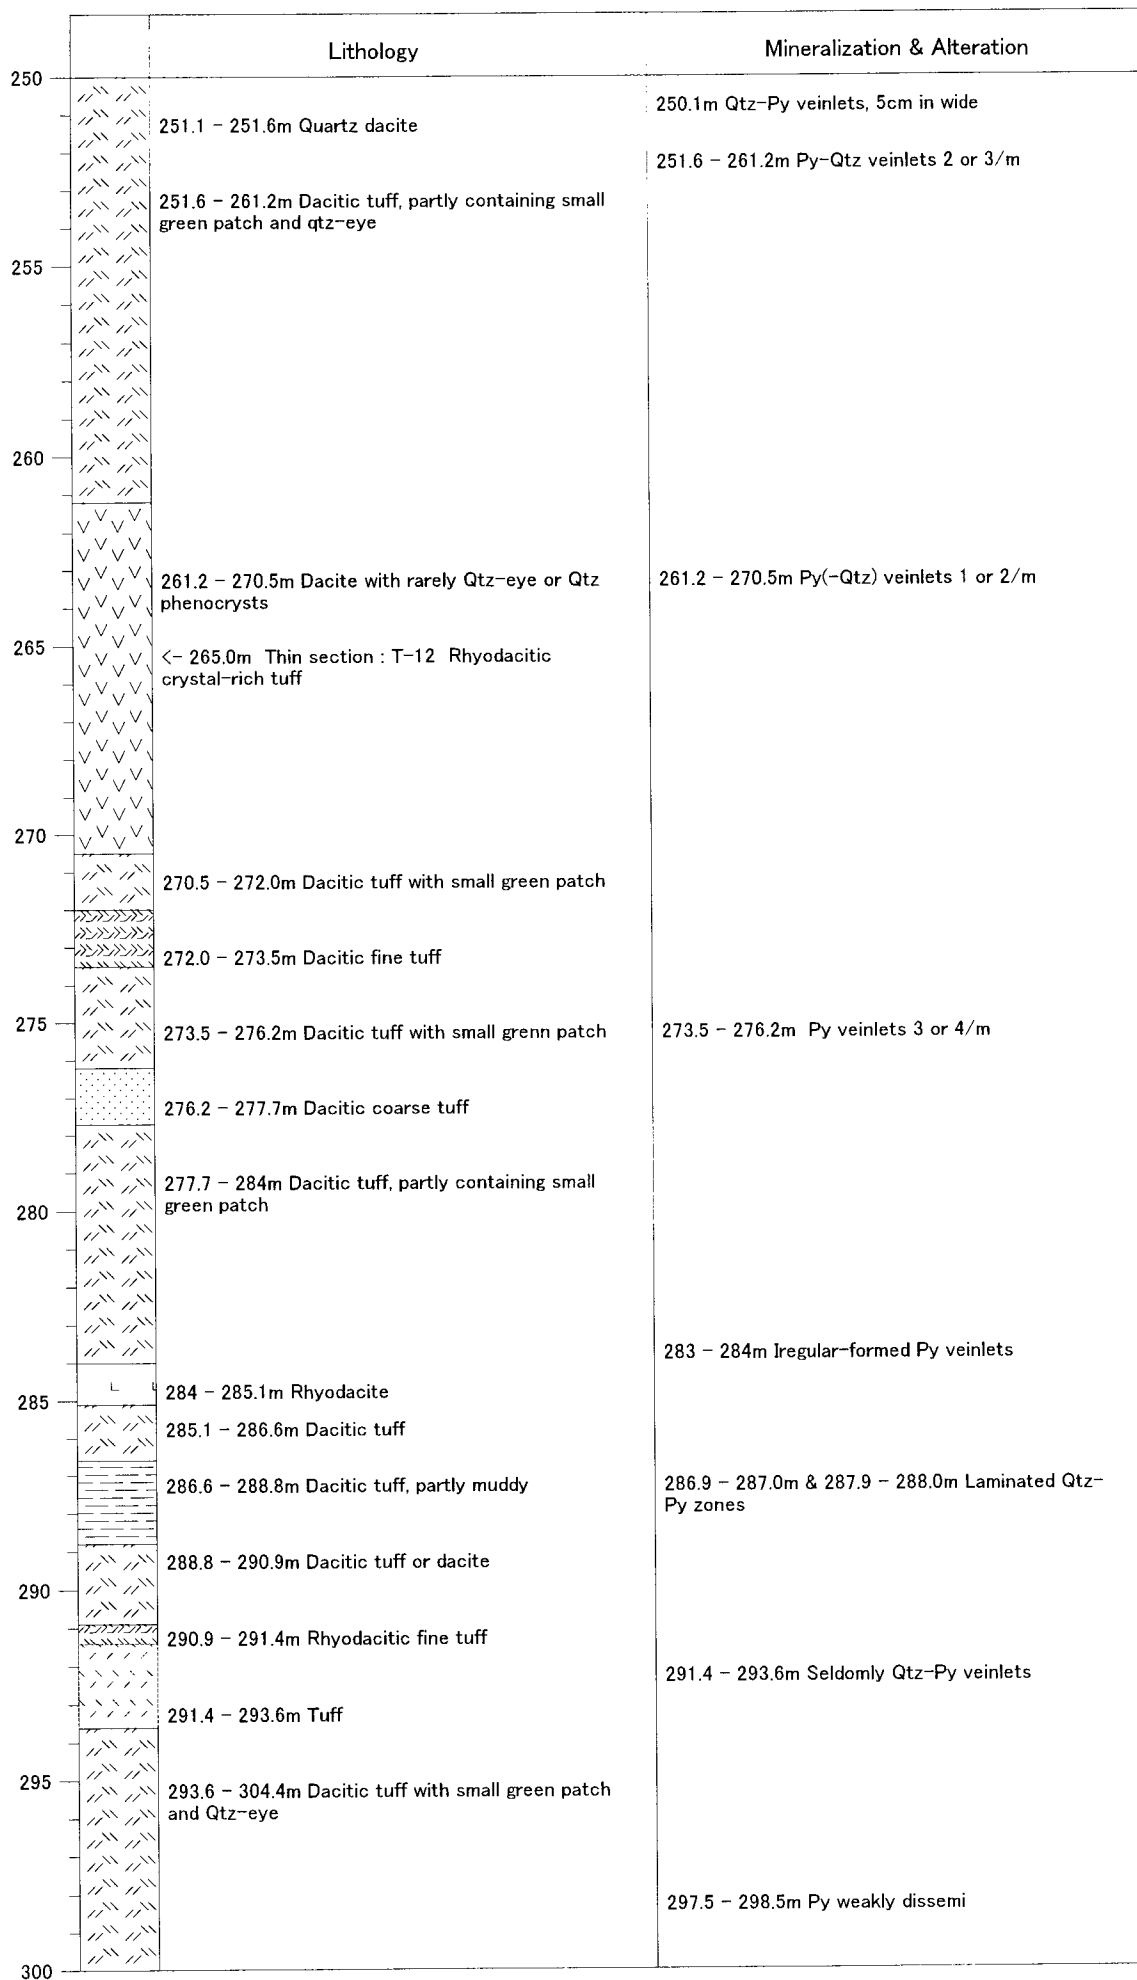 Lithology
Mineralization & Alteration
250
250.1m Qtz-Py veinlets, 5cm in wide
251.1 - 251.6m Quartz dacite
251.6 - 261.2m Py-Qtz veinlets 2 or 3/m
251.6 - 261.2m Dacitic tuff, partly containing small
green patch and qtz-eye
255
260
261.2 - 270.5m Dacite with rarely Qtz-eye or Qtz
phenocrysts
261.2 - 270.5m Py(-Qtz) veinlets 1 or 2/m
265
<- 265.0m Thin section : T-12 Rhyodacitic
crystal-rich tuff
270
270.5 - 272.0m Dacitic tuff with small green patch
272.0 - 273.5m Dacitic fine tuff
275
273.5 - 276.2m Dacitic tuff with small grenn patch
273.5 - 276.2m Py veinlets 3 or 4/m
276.2 - 277.7m Dacitic coarse tuff
277.7 - 284m Dacitic tuff, partly containing small
green patch
280
283 - 284m Iregular-formed Py veinlets
284 - 285.1m Rhyodacite
285
285.1 - 286.6m Dacitic tuff
286.6 - 288.8m Dacitic tuff, partly muddy
286.9 - 287.0m & 287.9 - 288.0m Laminated Qtz-
Py zones
288.8 - 290.9m Dacitic tuff or dacite
290
290.9 - 291.4m Rhyodacitic fine tuff
291.4 - 293.6m Seldomly Qtz-Py veinlets
291.4 - 293.6m Tuff
295
293.6 - 304.4m Dacitic tuff with small green patch
and Qtz-eye
297.5 - 298.5m Py weakly dissemi
300